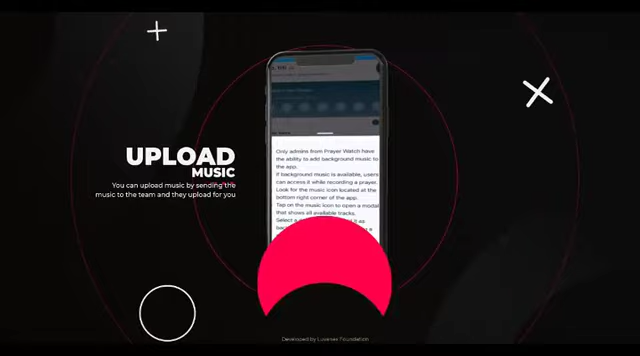 UPLOAD
MUSIC
You can upload music by sending the
music to the team and they upload for you
Only admins from Prayer Watch have
the ability to add background music to
the app.
If background music is available, users
can access it while recording a prayer.
Look for the music icon located at the
bottom right corner of the app.
Tap on the music icon to open a modal
that shows all available tracks.
Select a
Developed by Luxanes Foundation